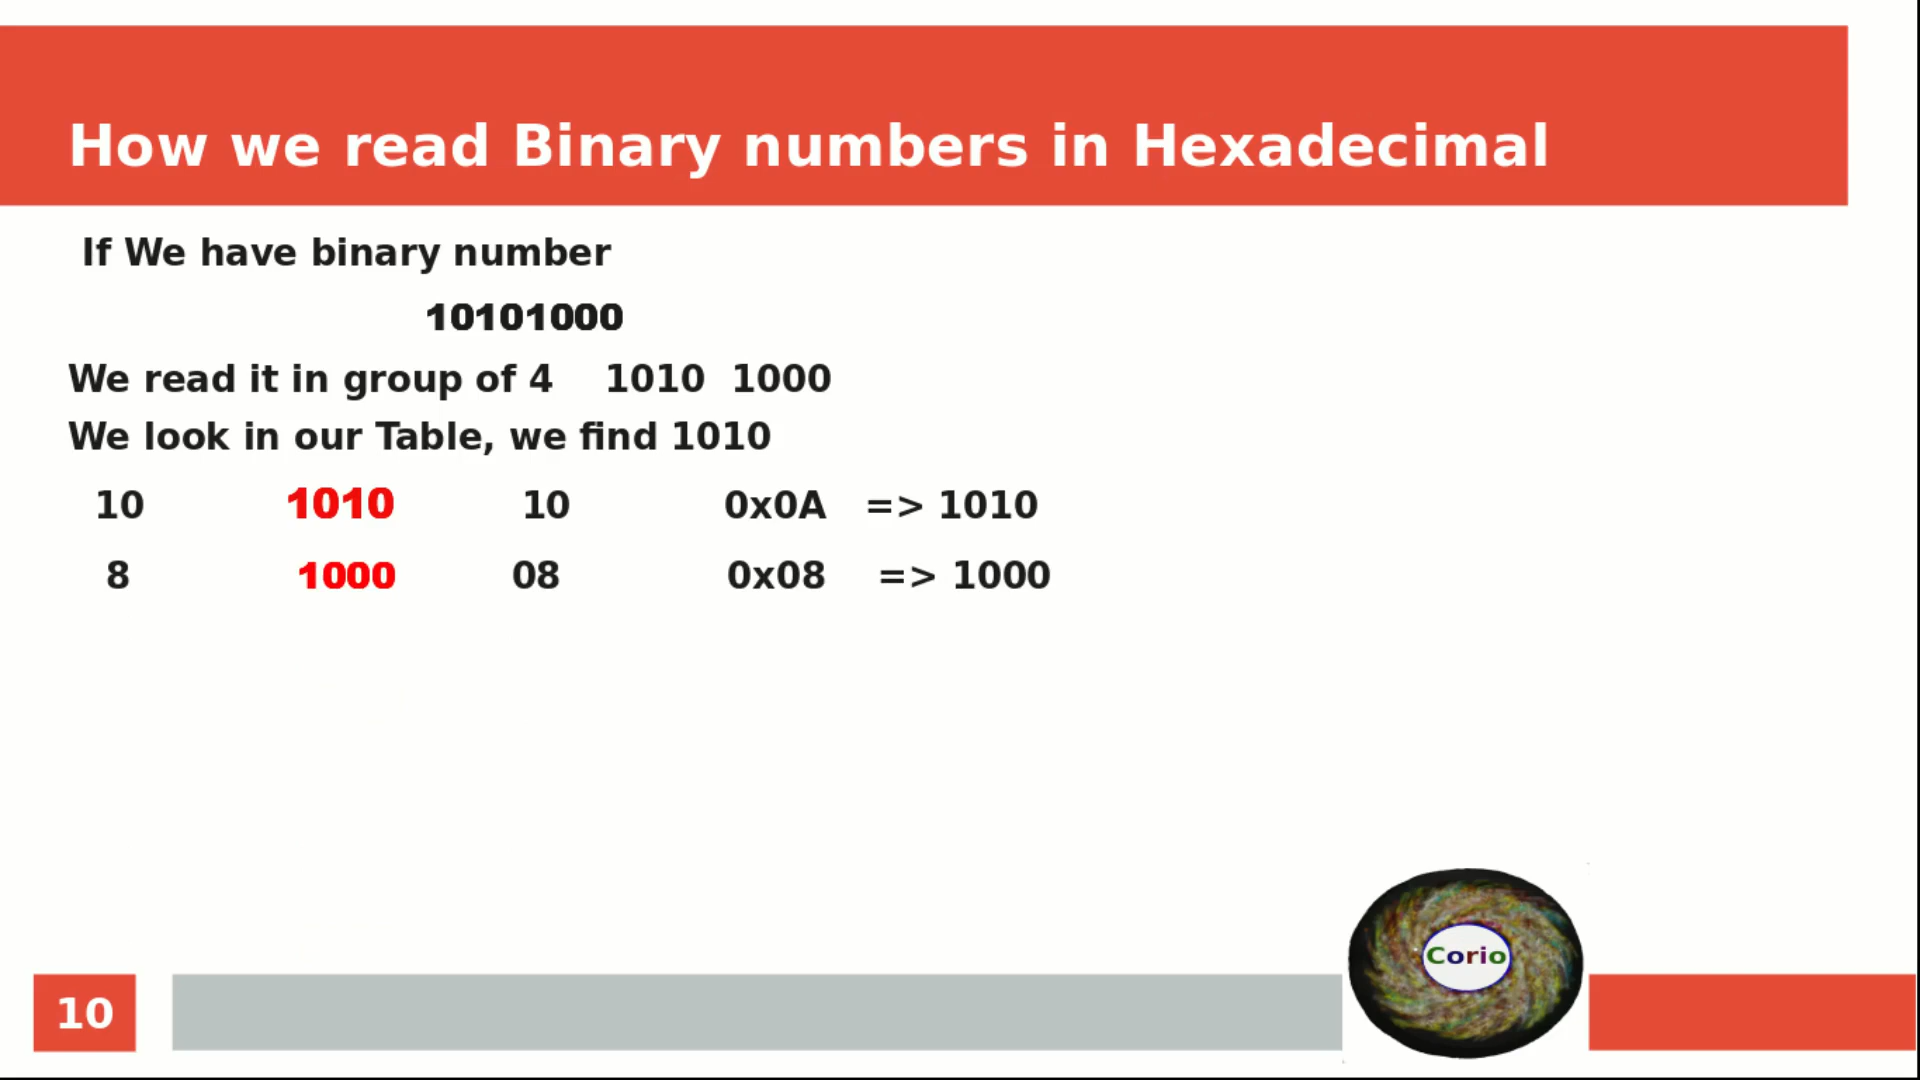 How we read Binary numbers in Hexadecimal
If We have binary number
10101000
We read it in group of 4 1010 1000
We look in our Table, we find 1010
10 1010 10 0x0A => 1010
8 1000 08 0x08 => 1000
Corio
10